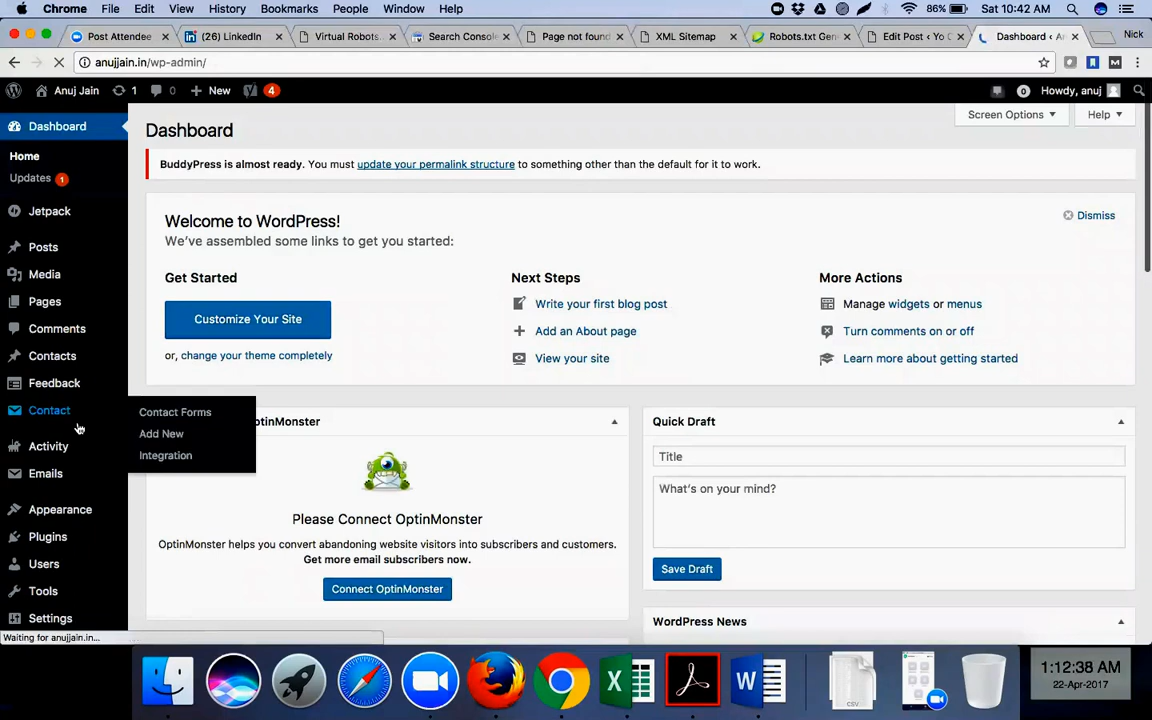 Chrome File Edit View History Bookmarks People Window Help 86% Sat 10:42 AM
Post Attendee (26) LinkedIn Virtual Robots. Search Conso Page not found XML Sitemap Robots.txt Gen Edit Post ‹ Yo C Dashboard ‹ A Nick
anujjain.in/wp-admin/
Anuj Jain 1 0 New 4 0 Howdy, anuj
Screen Options Help
Dashboard
Home
Updates 1
Jetpack
Posts
Media
Pages
Comments
Contacts
Feedback
Contact
Activity
Emails
Appearance
Plugins
Users
Tools
Settings
Contact Forms
Add New
Integration
Dashboard
BuddyPress is almost ready. You must update your permalink structure to something other than the default for it to work.
Welcome to WordPress!
We've assembled some links to get you started:
Dismiss
Get Started
Customize Your Site
or, change your theme completely
Next Steps
Write your first blog post
Add an About page
View your site
More Actions
Manage widgets or menus
Turn comments on or off
Learn more about getting started
ptinMonster
Please Connect OptinMonster
OptinMonster helps you convert abandoning website visitors into subscribers and customers.
Get more email subscribers now.
Connect OptinMonster
Quick Draft
Title
What's on your mind?
Save Draft
WordPress News
Waiting for anujjain.in...
CSV
1:12:38 AM
22-Apr-2017